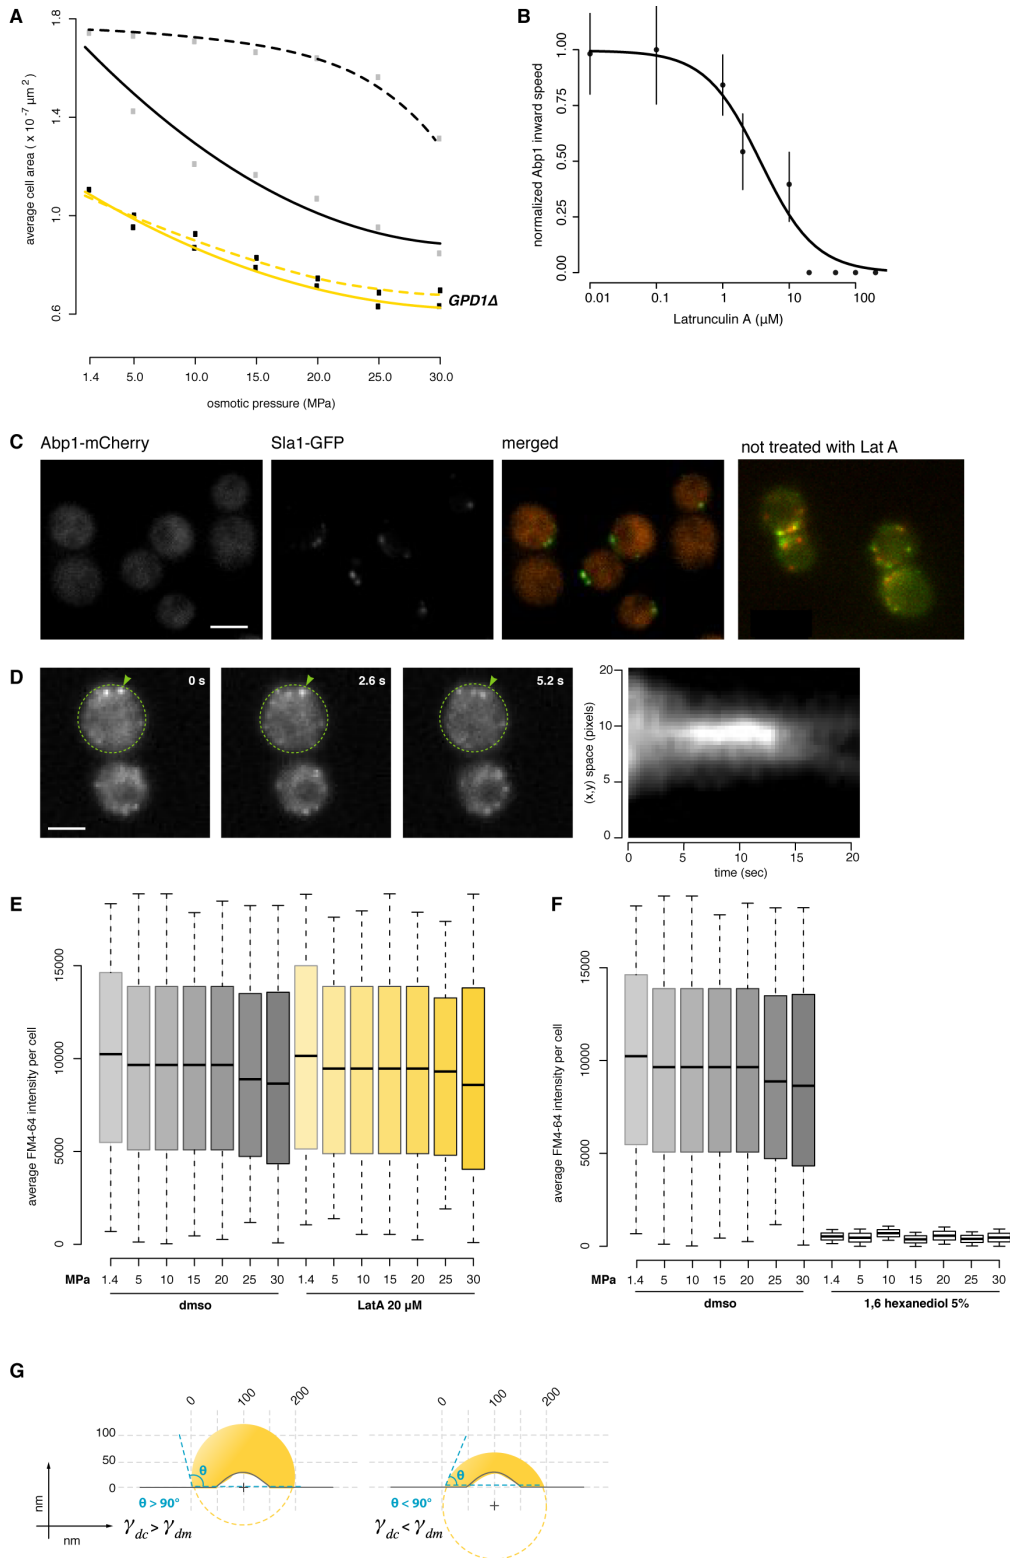 A
1.8
1.4
1.0
0.6
average cell area ( x 10 -7 μm 2 )
GPD1Δ
1.4 5.0 10.0 15.0 20.0 25.0 30.0
osmotic pressure (MPa)
B
1.00
0.75
0.50
0.25
0.00
normalized Abp1 inward speed
0.01 0.1 1 10 100
Latrunculin A (μM)
C
Abp1-mCherry
Sla1-GFP
merged
not treated with Lat A
D
0 s
2.6 s
5.2 s
20
10
5
0
(x,y) space (pixels)
0 5 10 15 20
time (sec)
E
15000
10000
5000
0
average FM4-64 intensity per cell
MPa 1.4 5 10 15 20 25 30 1.4 5 10 15 20 25 30
dmso LatA 20 μM
F
15000
10000
5000
0
average FM4-64 intensity per cell
MPa 1.4 5 10 15 20 25 30 1.4 5 10 15 20 25 30
dmso 1,6 hexanediol 5%
G
0 100 200
0 100 200
100
50
0
θ
θ
θ > 90°
θ < 90°
γdc > γdm
γdc < γdm
nm
nm